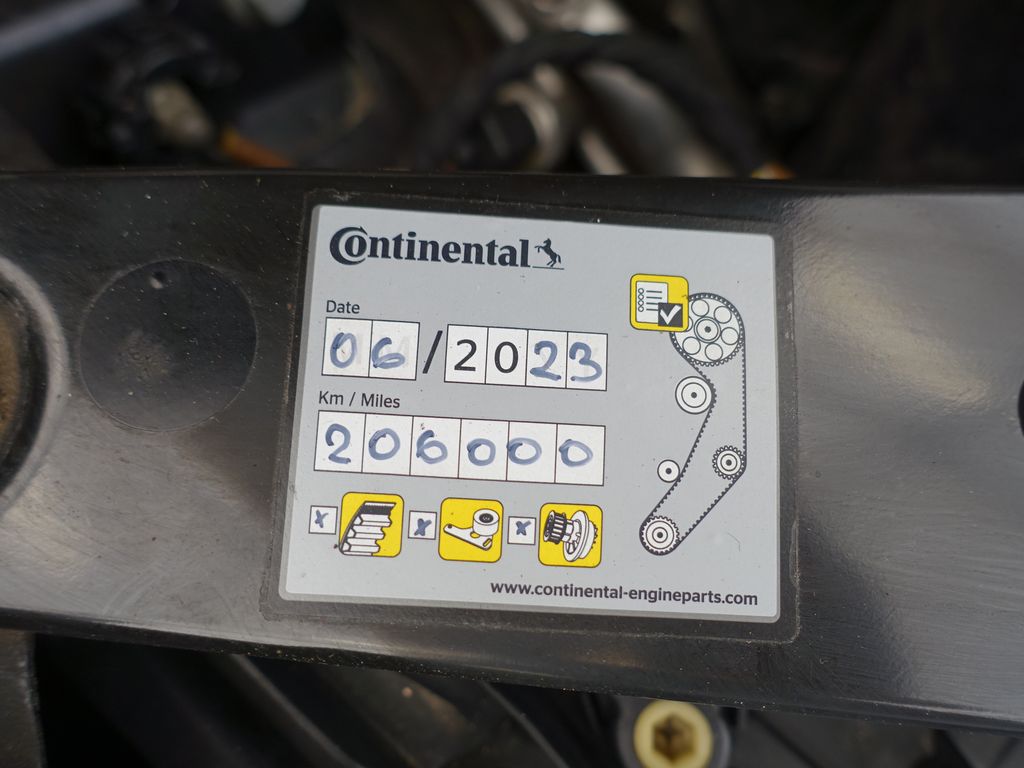 Continental
Date
06/2023
Km / Miles
206000
x x x
www.continental-engineparts.com